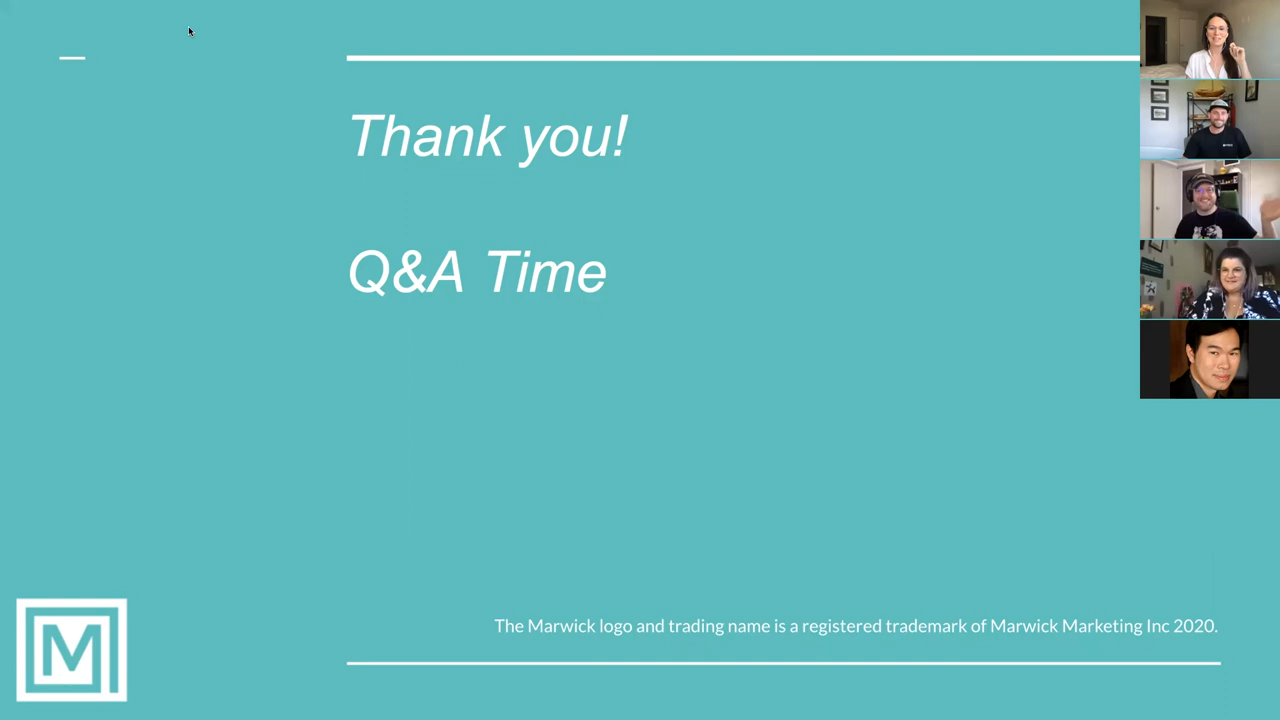 Thank you!
Q&A Time
The Marwick logo and trading name is a registered trademark of Marwick Marketing Inc 2020.
M